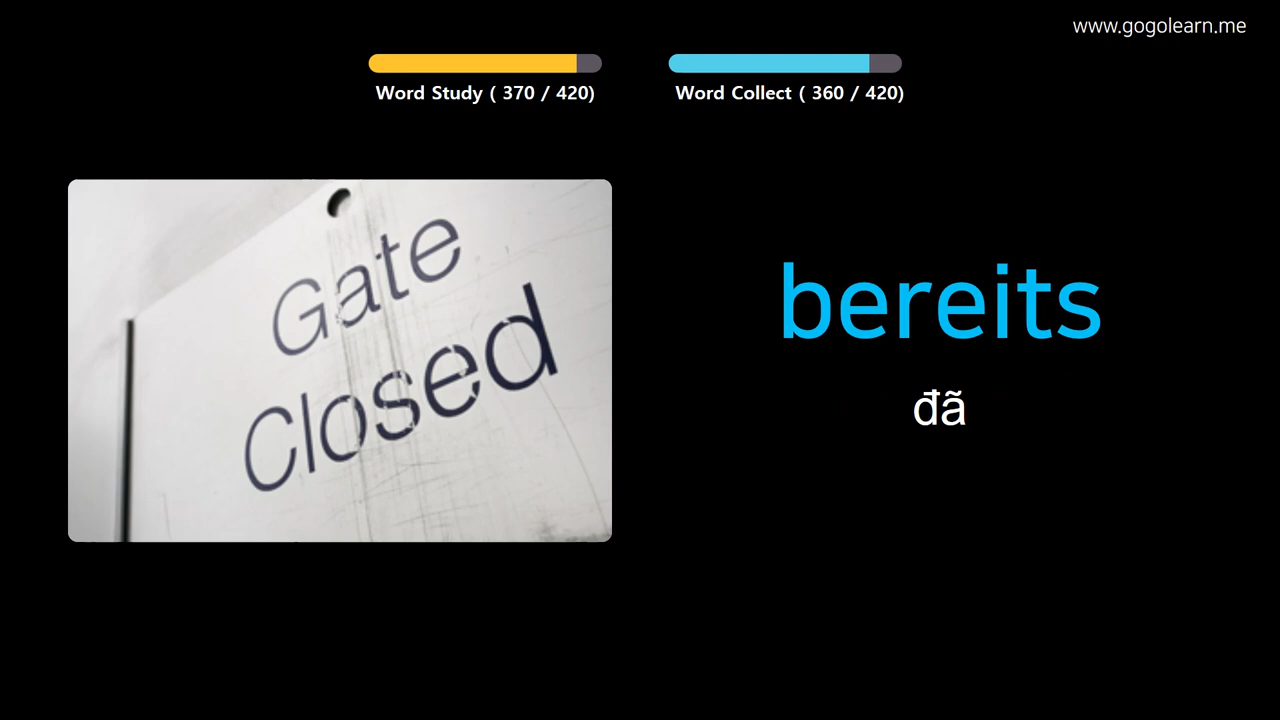 www.gogolearn.me
Word Study ( 370 / 420)
Word Collect ( 360 / 420)
Gate
Closed
bereits
đã